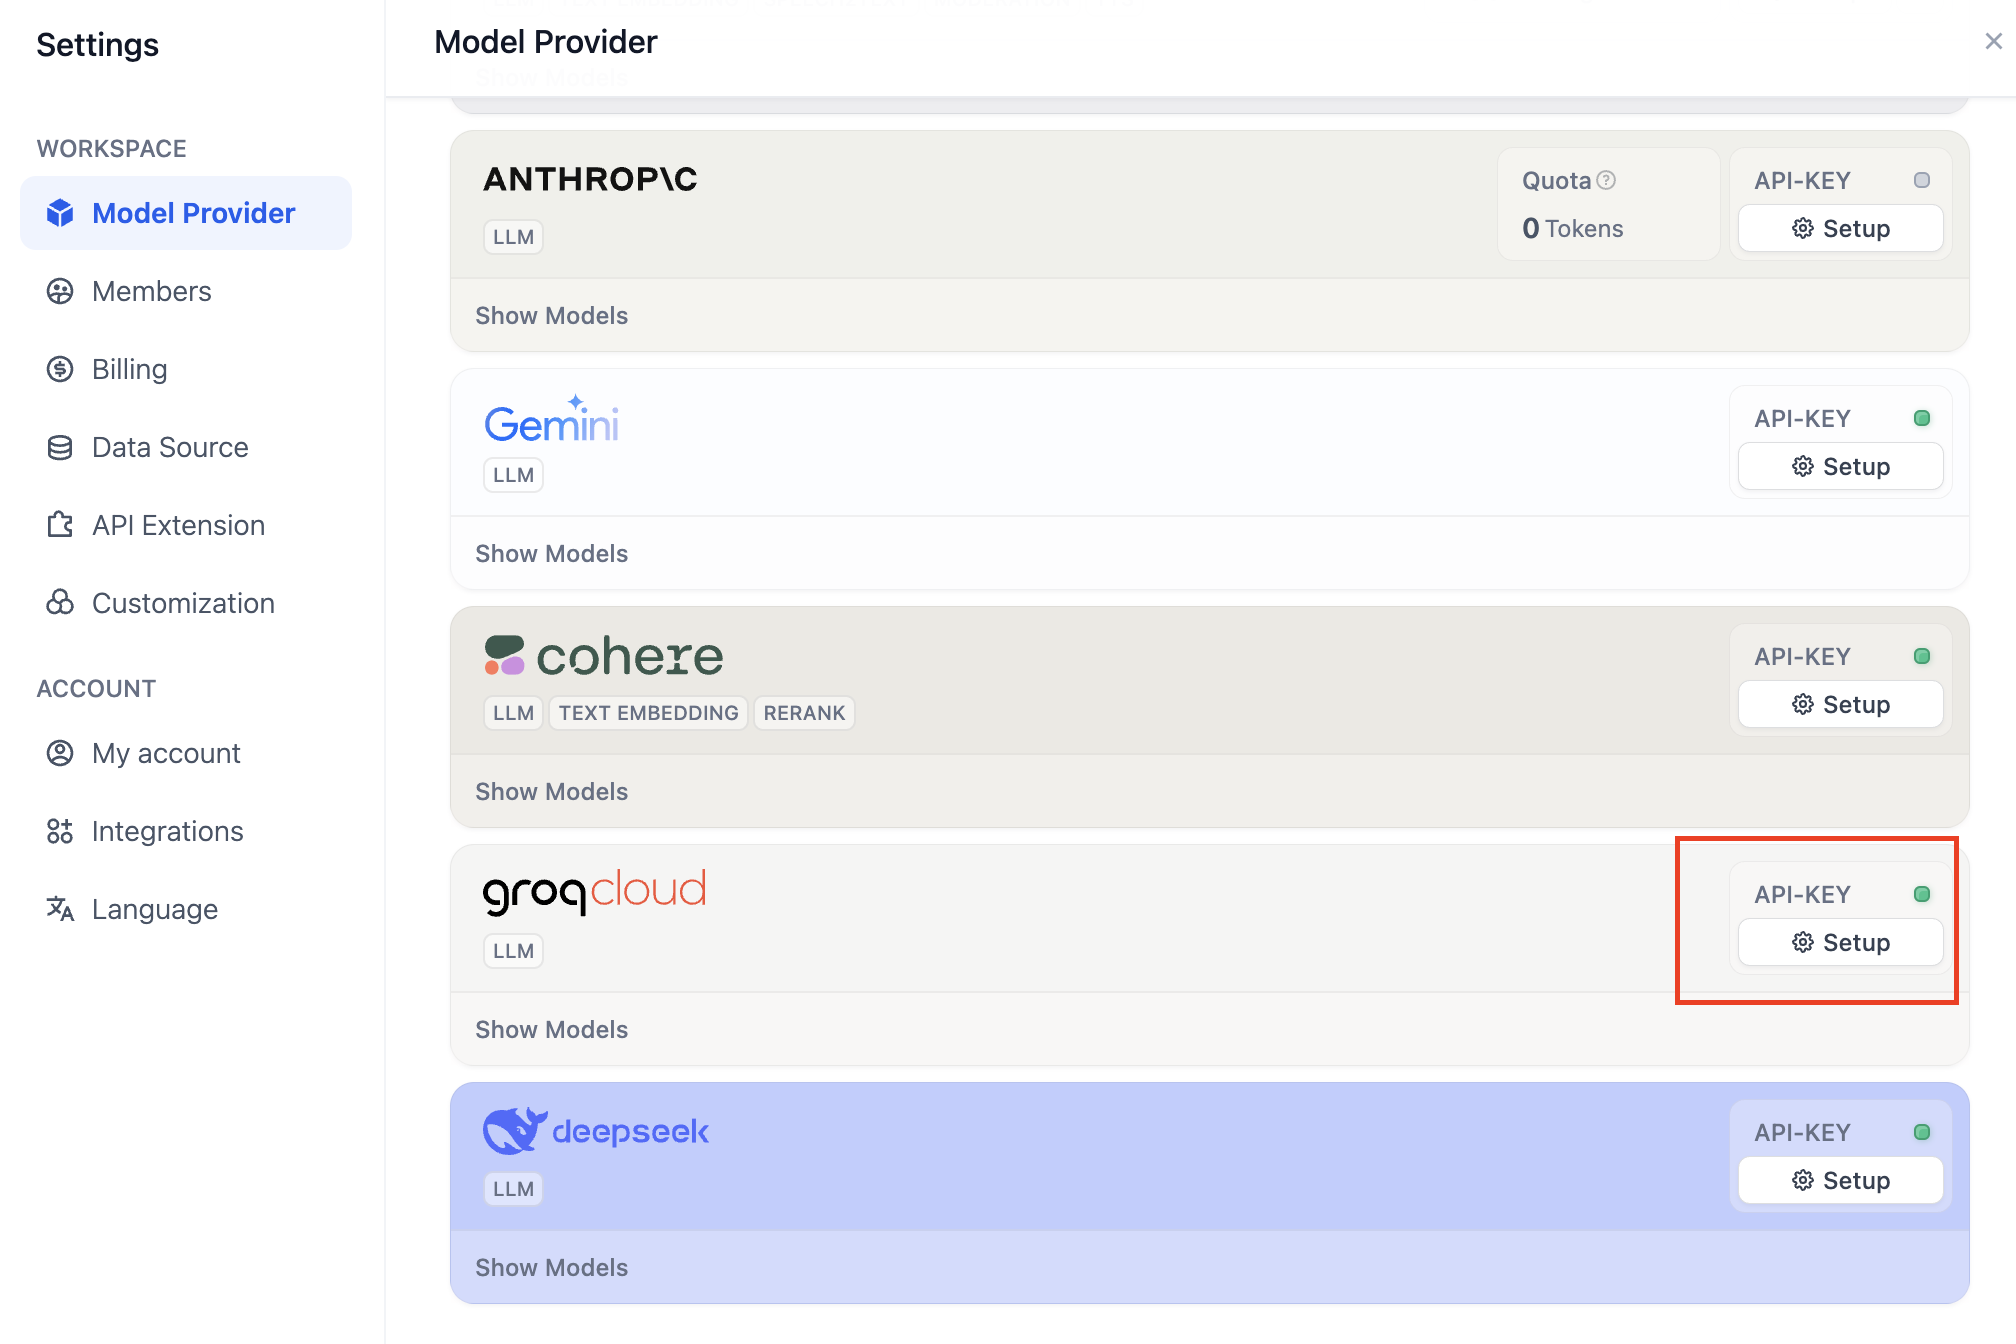 Settings
WORKSPACE
Model Provider
Members
Billing
Data Source
API Extension
Customization
ACCOUNT
My account
Integrations
Language
Model Provider
Show Models
ANTHROP\C
LLM
Quota
0 Tokens
API-KEY
Setup
Show Models
Gemini
LLM
API-KEY
Setup
Show Models
cohere
LLM TEXT EMBEDDING RERANK
API-KEY
Setup
Show Models
groqcloud
LLM
API-KEY
Setup
Show Models
deepseek
LLM
API-KEY
Setup
Show Models